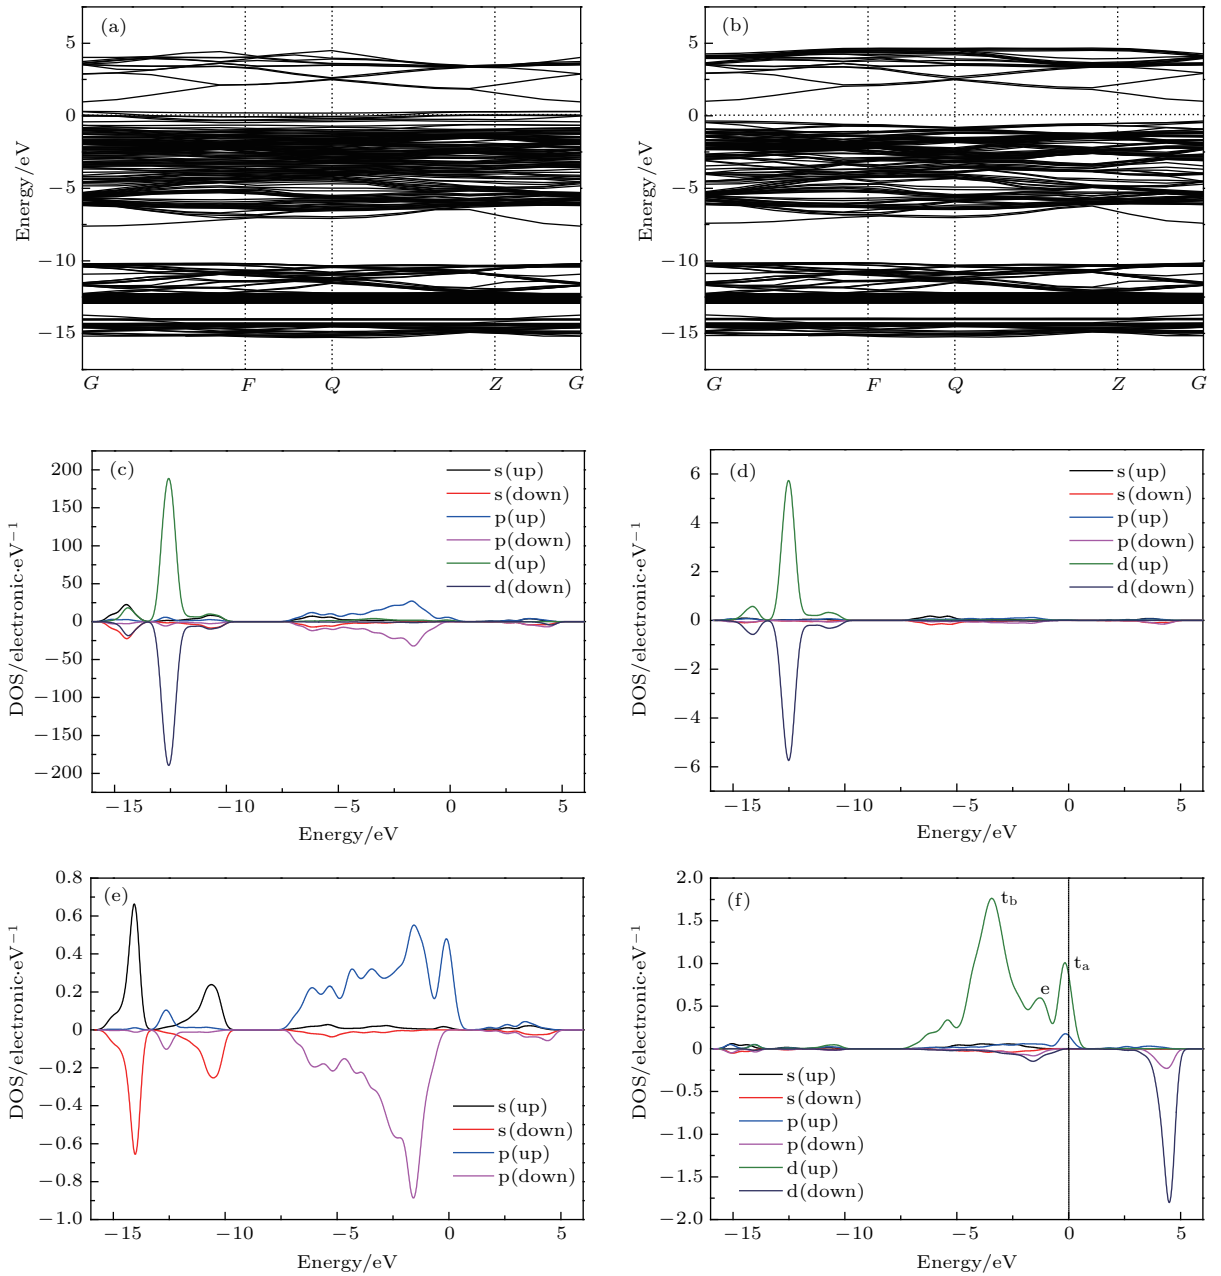 (a)
5
0
−5
−10
−15
Energy/eV
G F Q Z G
(b)
5
0
−5
−10
−15
Energy/eV
G F Q Z G
(c)
200
150
100
50
0
−50
−100
−150
−200
DOS/electronic·eV⁻¹
s(up)
s(down)
p(up)
p(down)
d(up)
d(down)
−15 −10 −5 0 5
Energy/eV
(d)
6
4
2
0
−2
−4
−6
DOS/electronic·eV⁻¹
s(up)
s(down)
p(up)
p(down)
d(up)
d(down)
−15 −10 −5 0 5
Energy/eV
(e)
0.8
0.6
0.4
0.2
0
−0.2
−0.4
−0.6
−0.8
−1.0
DOS/electronic·eV⁻¹
s(up)
s(down)
p(up)
p(down)
−15 −10 −5 0 5
Energy/eV
(f)
2.0
1.5
1.0
0.5
0
−0.5
−1.0
−1.5
−2.0
DOS/electronic·eV⁻¹
t_b
t_a
e
s(up)
s(down)
p(up)
p(down)
d(up)
d(down)
−15 −10 −5 0 5
Energy/eV